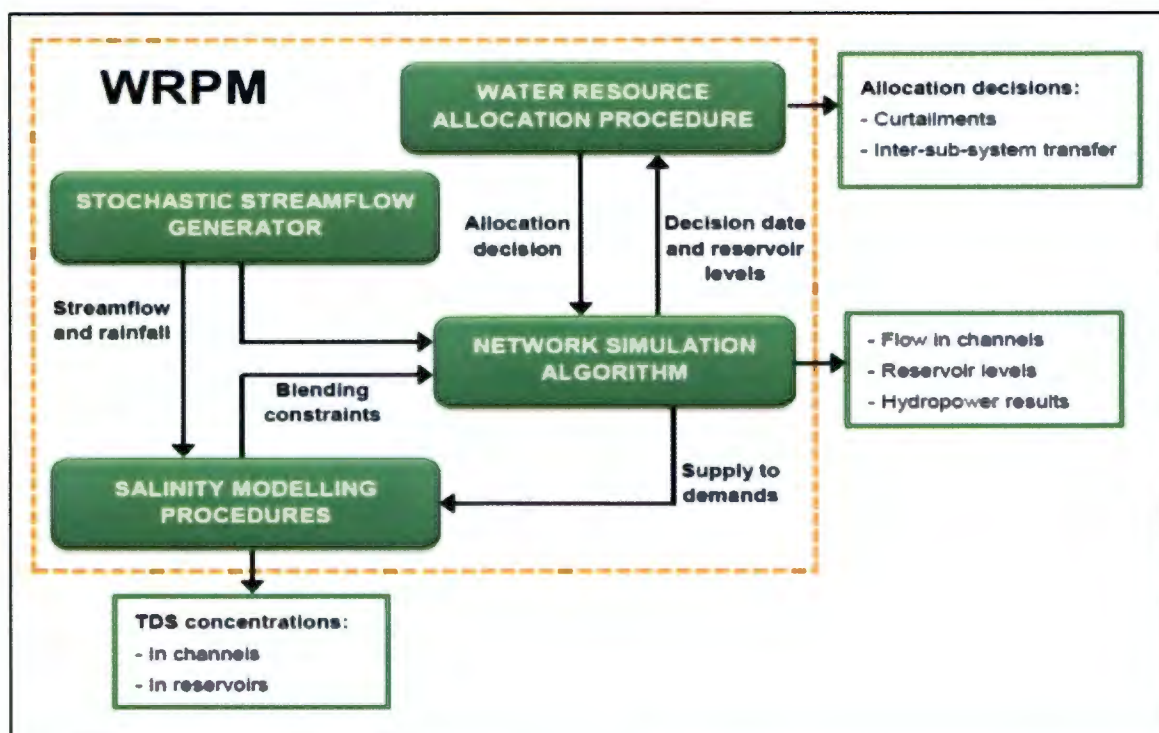 WRPM
WATER RESOURCE
ALLOCATION PROCEDURE
Allocation decisions:
- Curtailments
- Inter-sub-system transfer
STOCHASTIC STREAMFLOW
GENERATOR
Allocation
decision
Decision date
and reservoir
levels
Streamflow
and rainfall
NETWORK SIMULATION
ALGORITHM
- Flow in channels
- Reservoir levels
- Hydropower results
Blending
constraints
Supply to
demands
SALINITY MODELLING
PROCEDURES
TDS concentrations:
- In channels
- In reservoirs